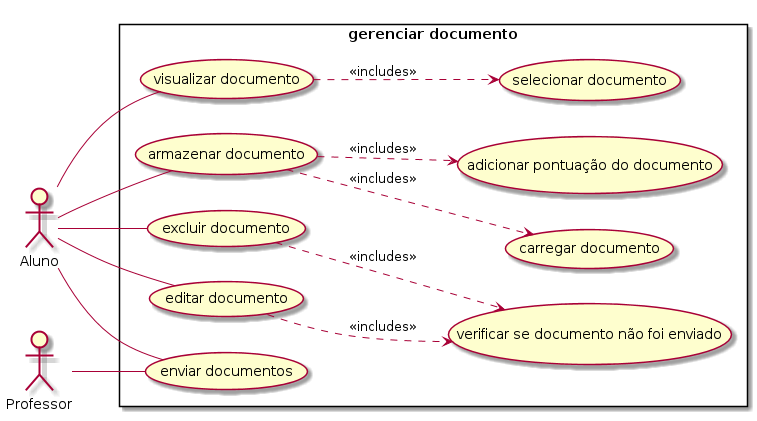 gerenciar documento
visualizar documento
«includes»
selecionar documento
armazenar documento
«includes»
adicionar pontuação do documento
«includes»
carregar documento
excluir documento
Aluno
«includes»
editar documento
«includes»
verificar se documento não foi enviado
enviar documentos
Professor